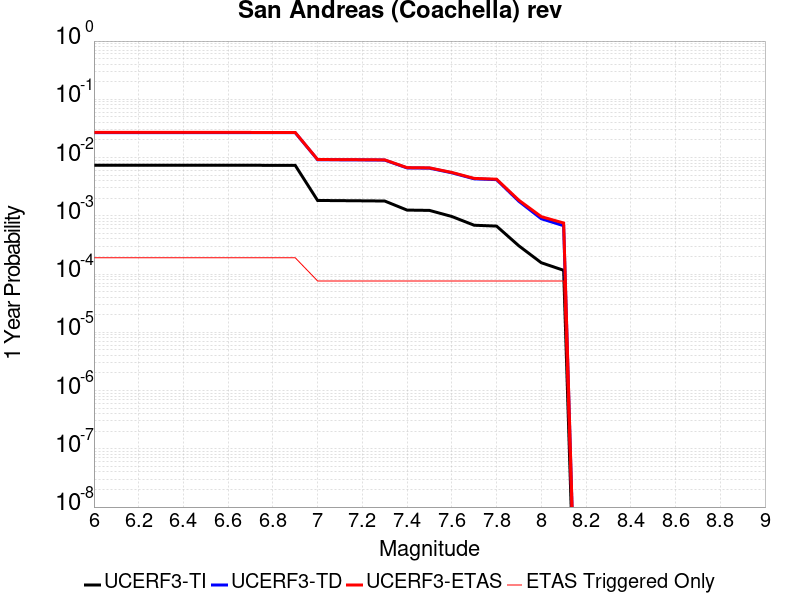 San Andreas (Coachella) rev
10^0
10^-1
10^-2
10^-3
10^-4
10^-5
10^-6
10^-7
10^-8
1 Year Probability
6 6.2 6.4 6.6 6.8 7 7.2 7.4 7.6 7.8 8 8.2 8.4 8.6 8.8 9
Magnitude
UCERF3-TI UCERF3-TD UCERF3-ETAS ETAS Triggered Only